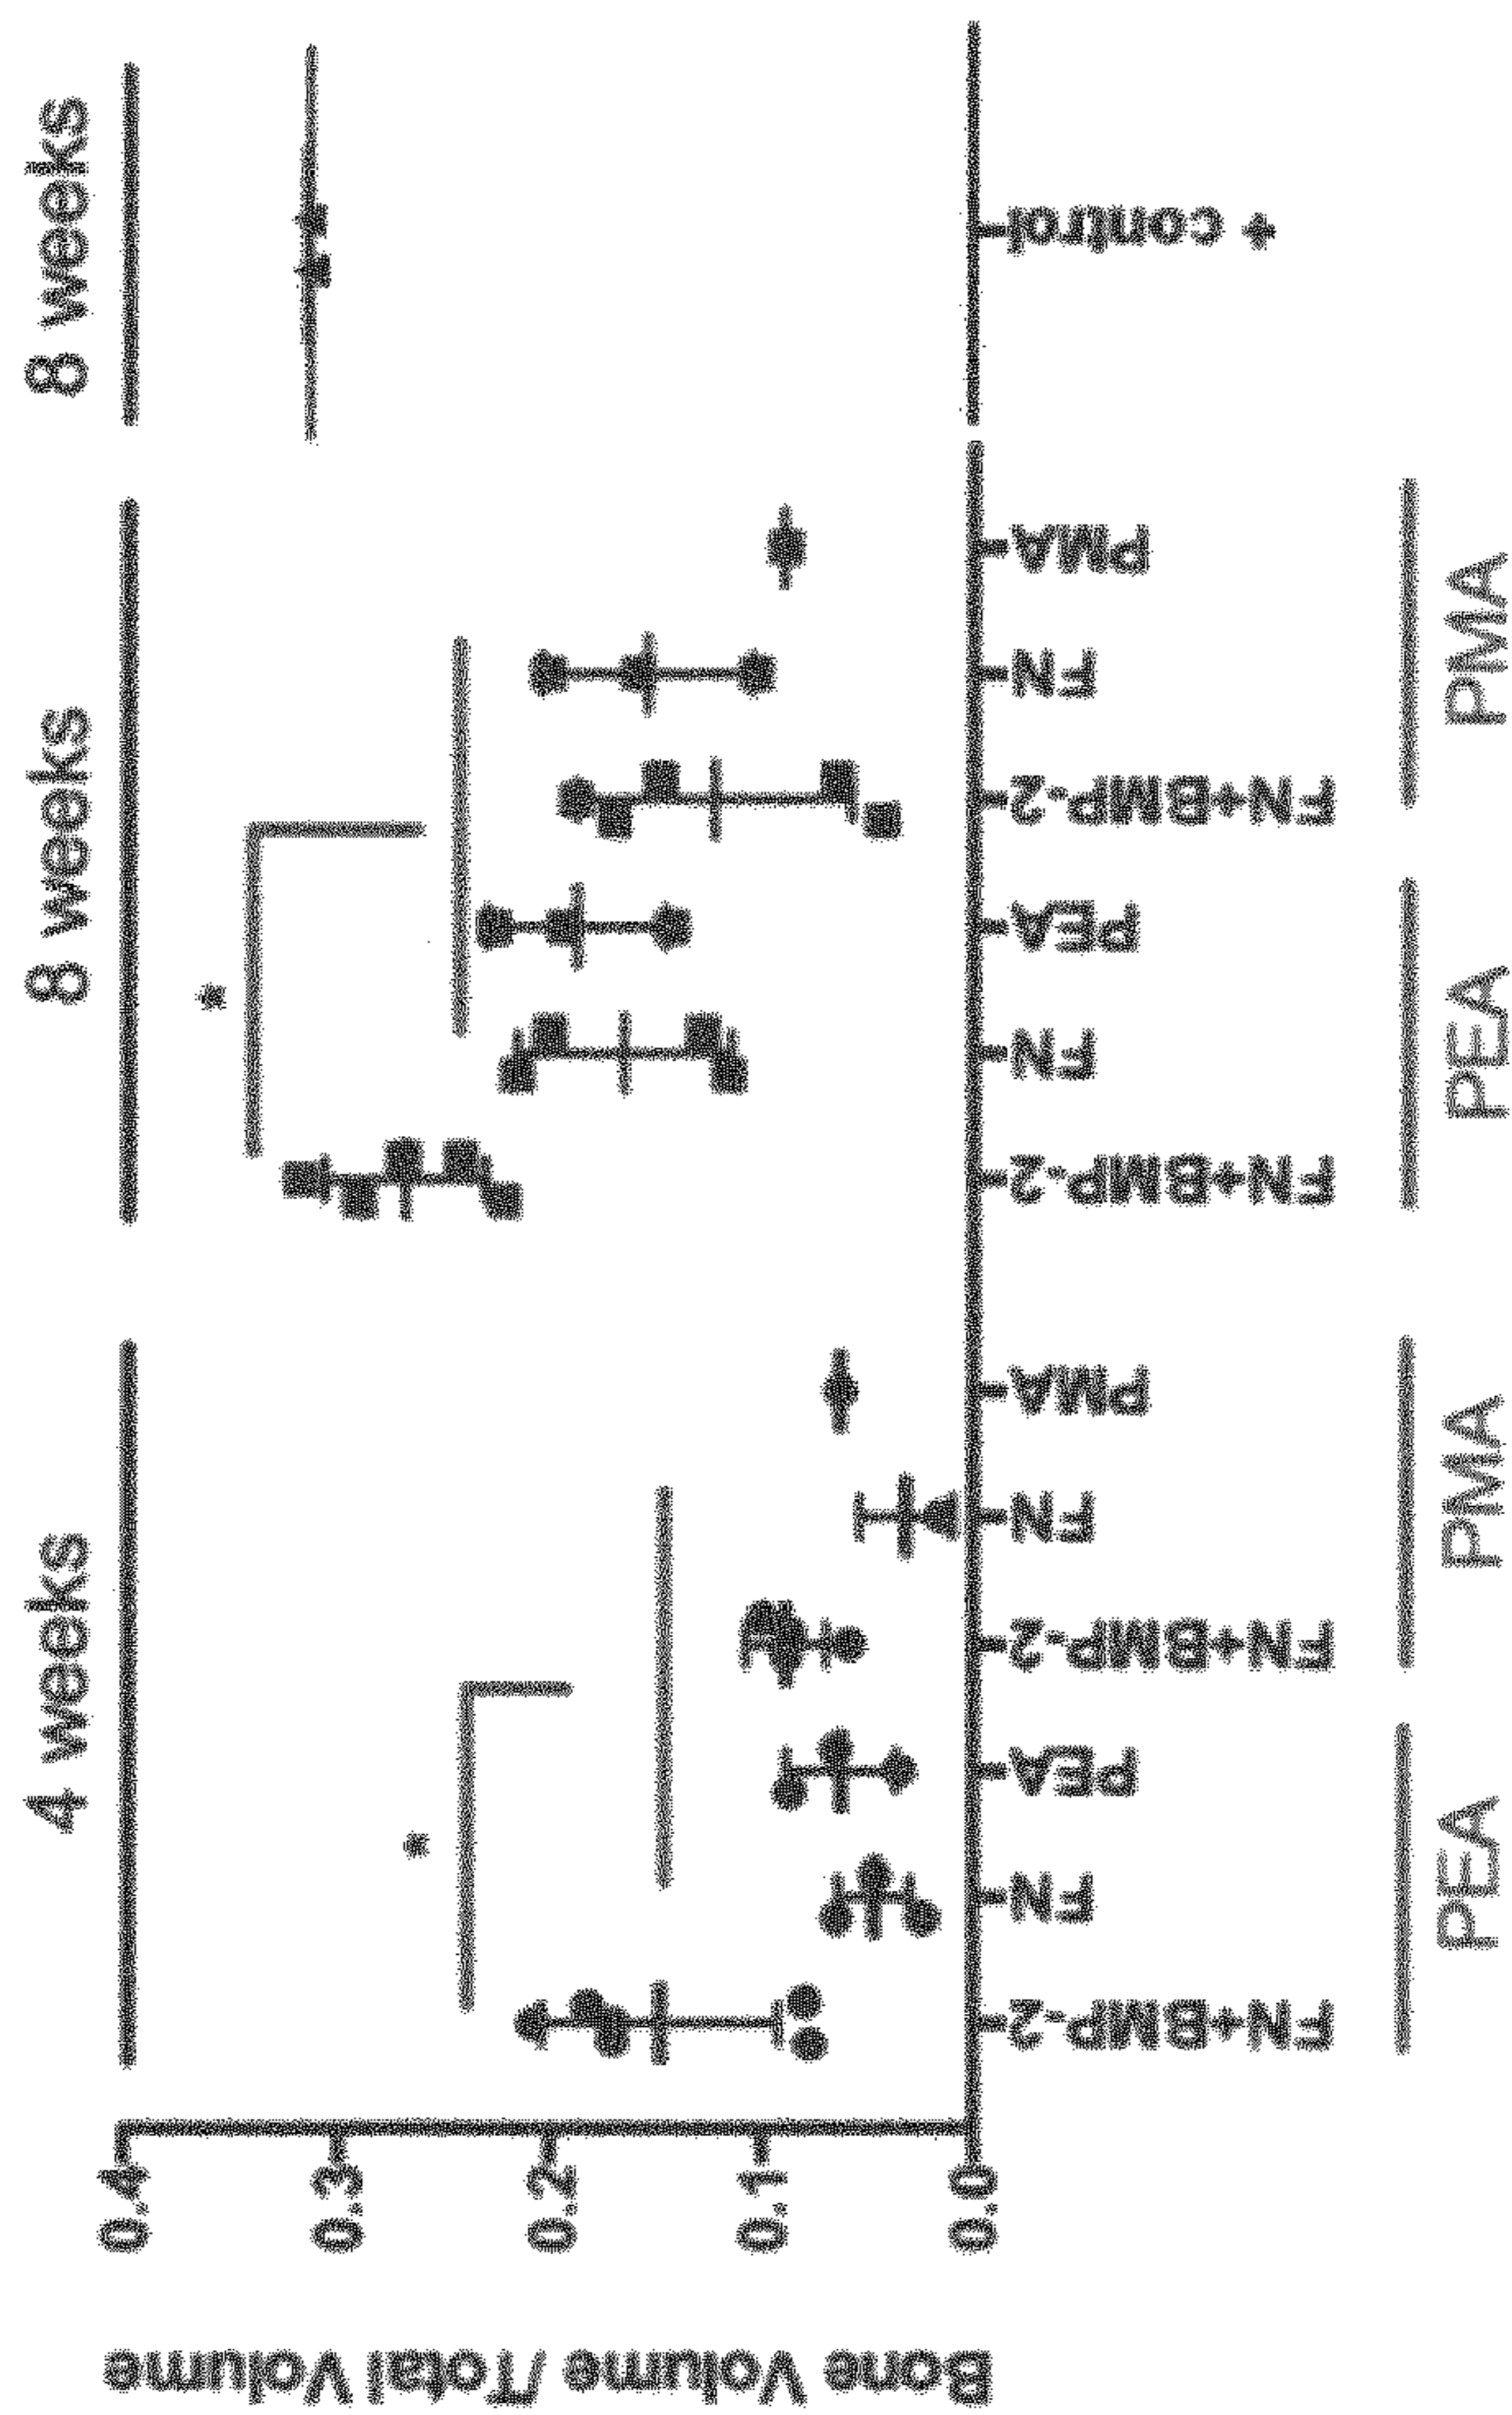 4 weeks
8 weeks
8 weeks
*
*
Bone Volume /Total Volume
0.4
0.3
0.2
0.1
0.0
FN+BMP-2
FN
PEA
FN+BMP-2
FN
PMA
FN+BMP-2
FN
PEA
FN+BMP-2
FN
PMA
+ control
PEA
PMA
PEA
PMA